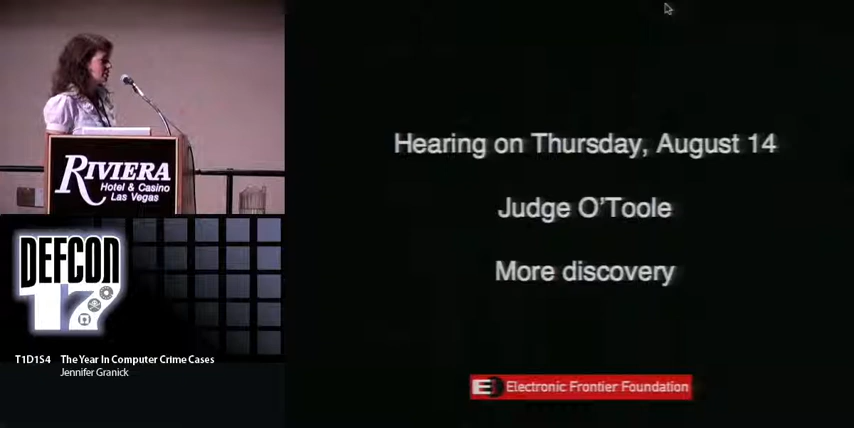 RIVIERA
Hotel & Casino
Las Vegas
DEFCON
17
T1D1S4 The Year In Computer Crime Cases
Jennifer Granick
Hearing on Thursday, August 14
Judge O'Toole
More discovery
Electronic Frontier Foundation